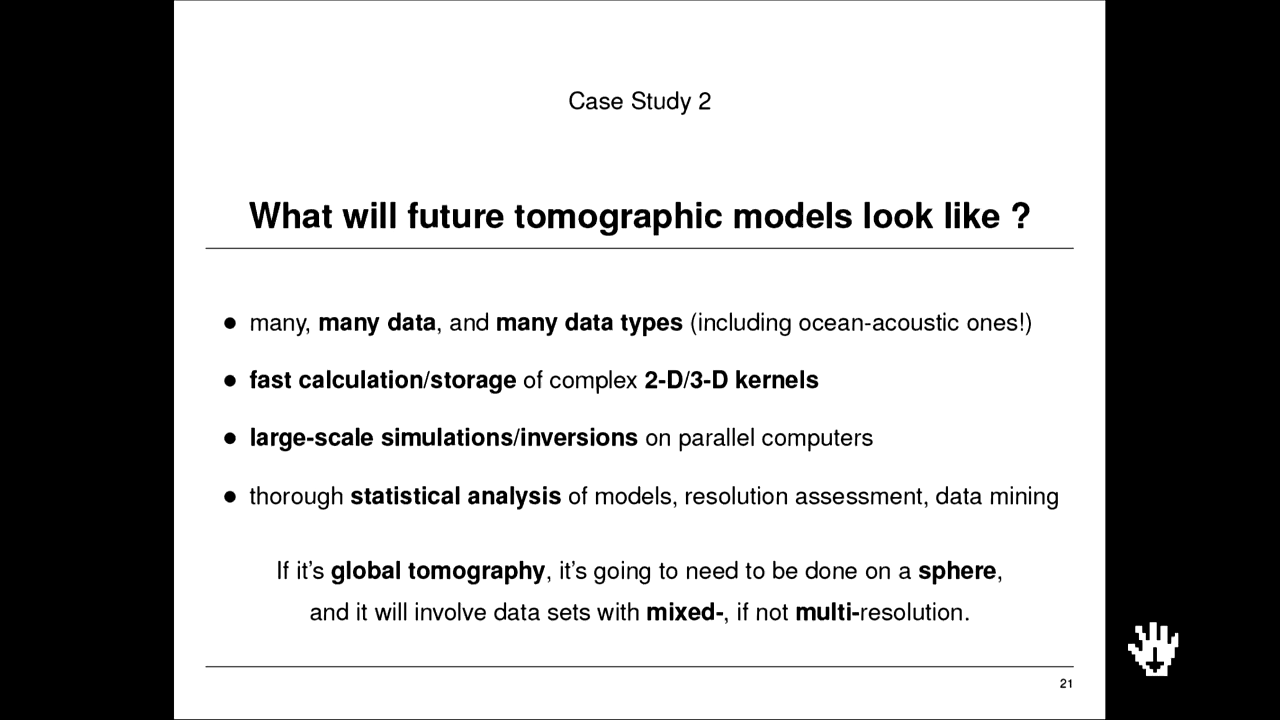 Case Study 2
What will future tomographic models look like ?
● many, many data, and many data types (including ocean-acoustic ones!)
● fast calculation/storage of complex 2-D/3-D kernels
● large-scale simulations/inversions on parallel computers
● thorough statistical analysis of models, resolution assessment, data mining
If it's global tomography, it's going to need to be done on a sphere,
and it will involve data sets with mixed-, if not multi-resolution.
21